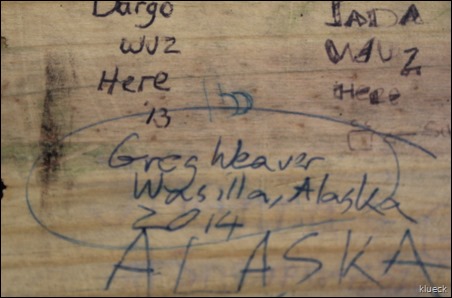 Dargo
WUZ
Here
'13
JADA
WUZ
Here
Greg Weaver
Wasilla, Alaska
2014
ALASKA
klueck